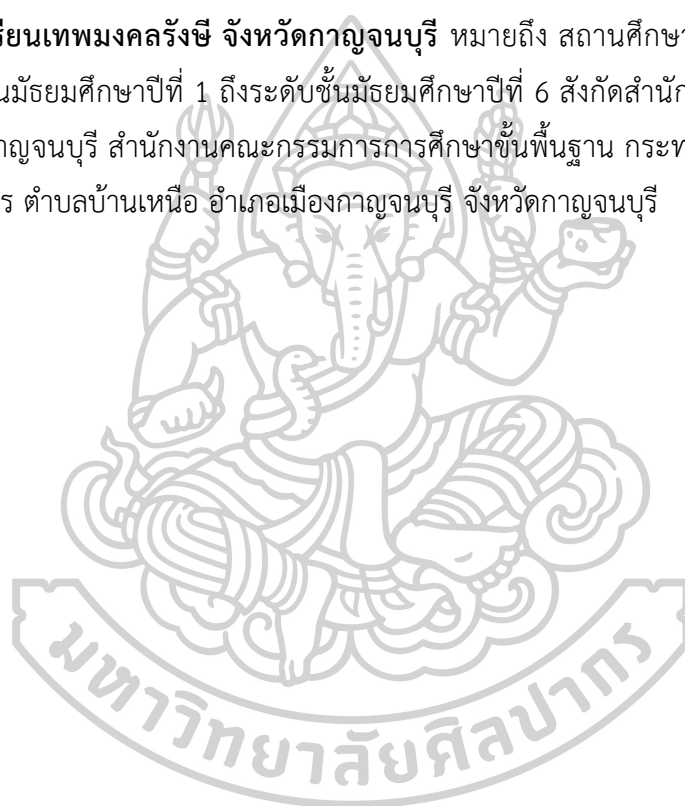 รียนเทพมงคลรังษี จังหวัดกาญจนบุรี หมายถึง สถานศึกษา
นมัธยมศึกษาปีที่ 1 ถึงระดับชั้นมัธยมศึกษาปีที่ 6 สังกัดสำนัก
าญจนบุรี สำนักงานคณะกรรมการการศึกษาขั้นพื้นฐาน กระท
ร ตำบลบ้านเหนือ อำเภอเมืองกาญจนบุรี จังหวัดกาญจนบุรี
มหาวิทยาลัยศิลปากร